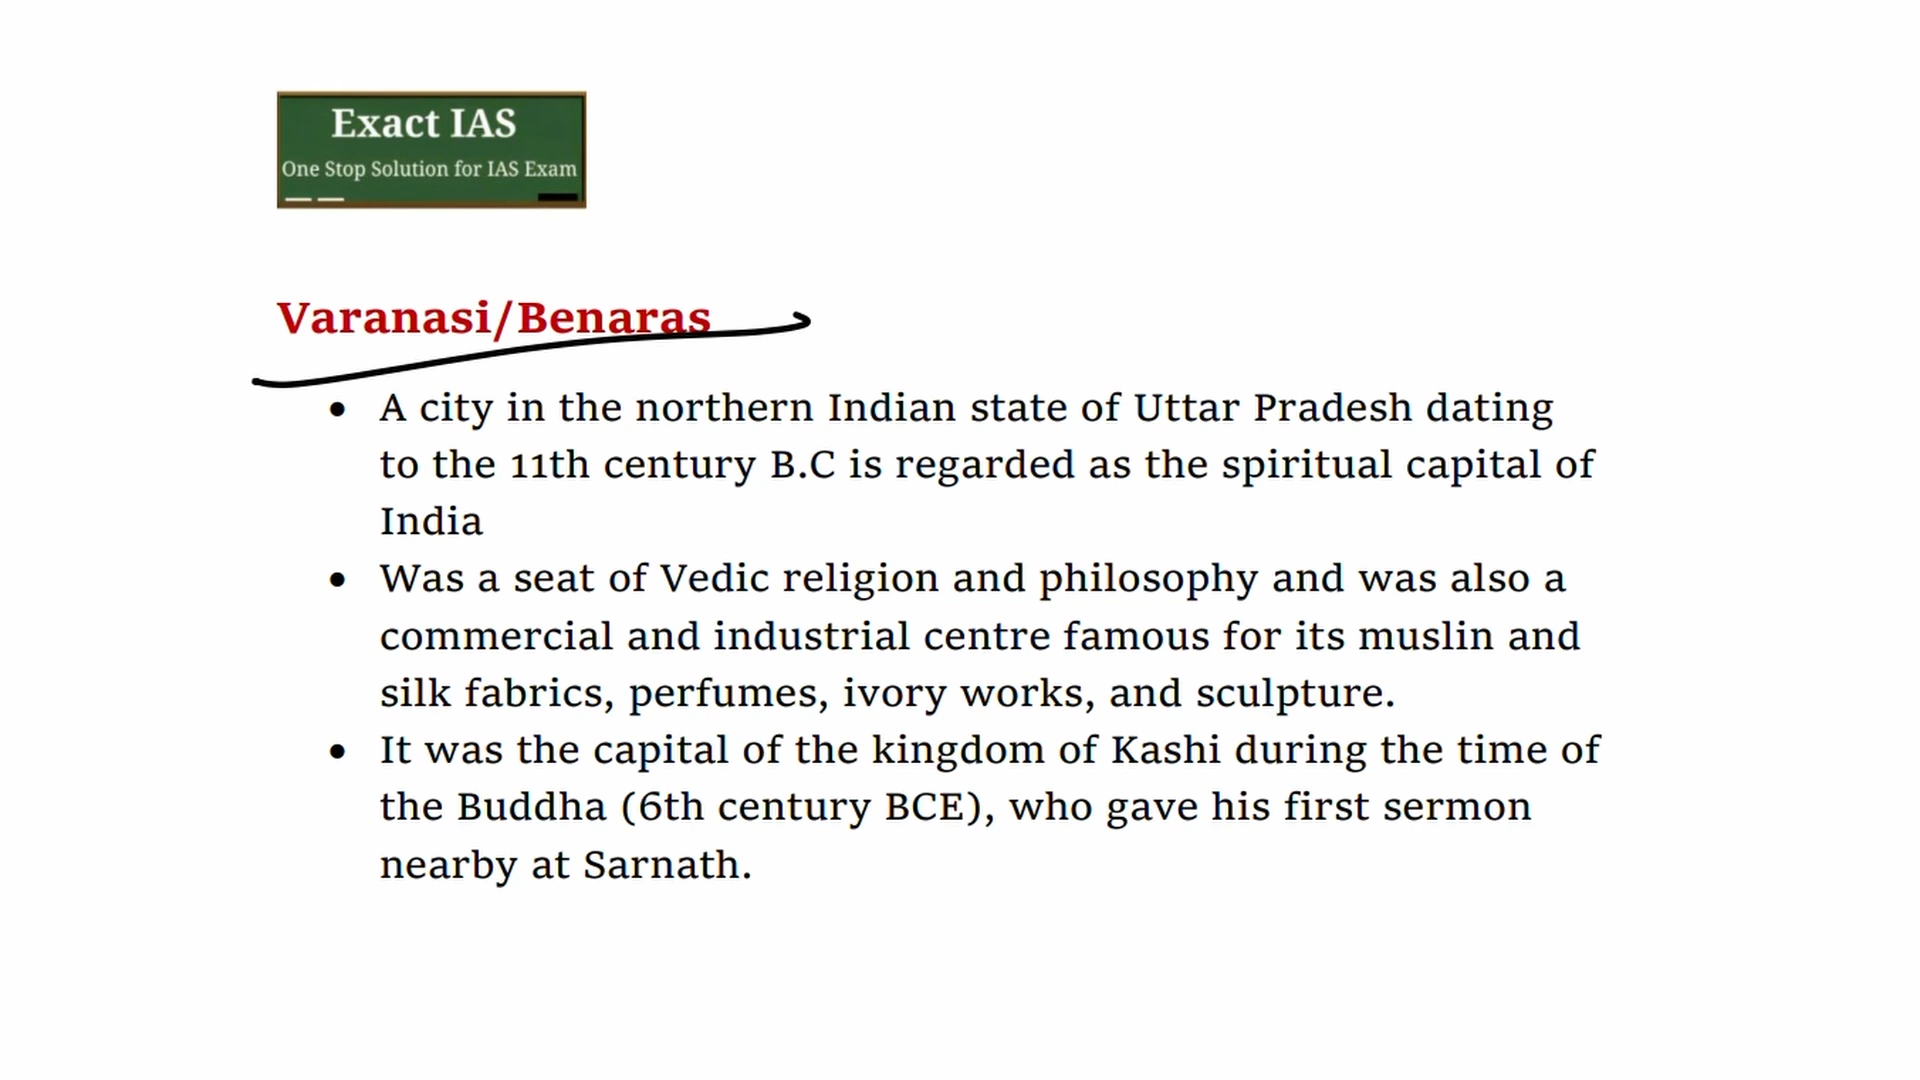 Exact IAS
One Stop Solution for IAS Exam
Varanasi/Benaras
• A city in the northern Indian state of Uttar Pradesh dating
to the 11th century B.C is regarded as the spiritual capital of
India
• Was a seat of Vedic religion and philosophy and was also a
commercial and industrial centre famous for its muslin and
silk fabrics, perfumes, ivory works, and sculpture.
• It was the capital of the kingdom of Kashi during the time of
the Buddha (6th century BCE), who gave his first sermon
nearby at Sarnath.